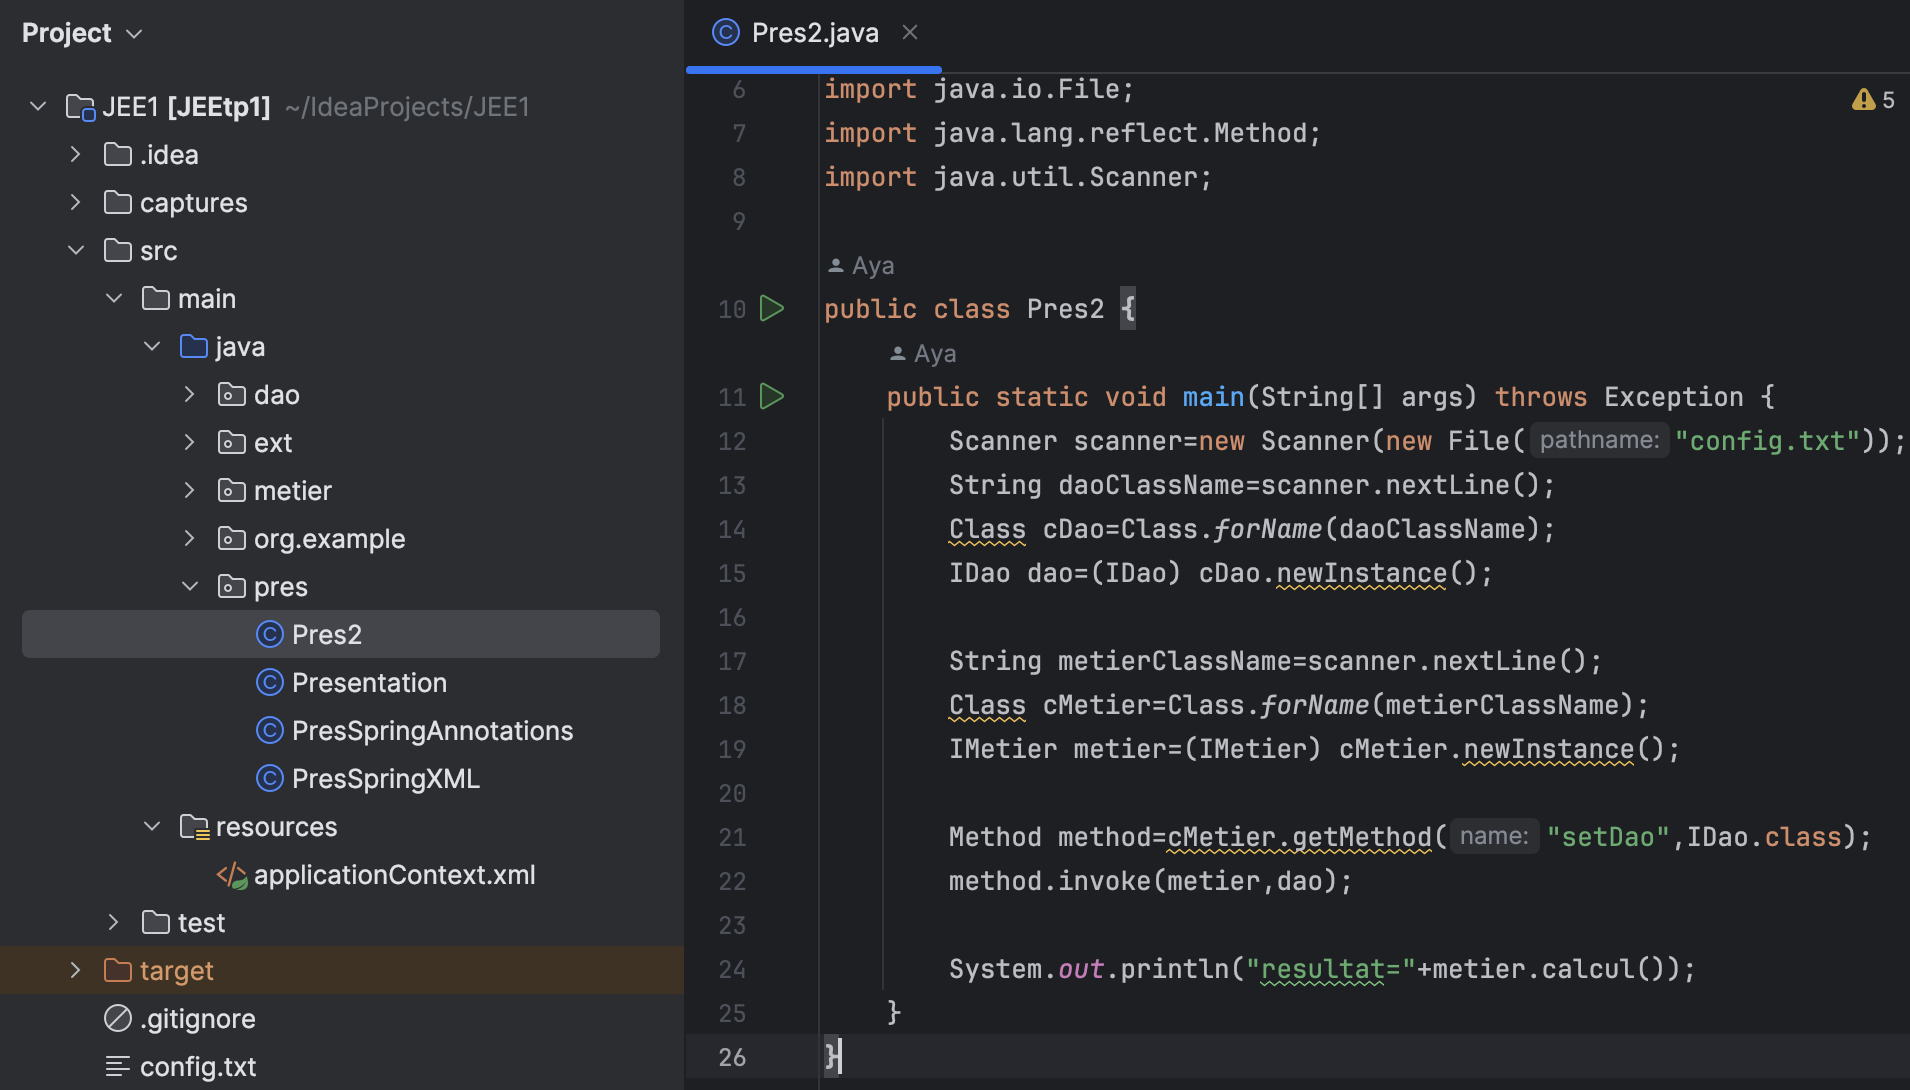 Project
JEE1 [JEEtp1] ~/IdeaProjects/JEE1
.idea
captures
src
main
java
dao
ext
metier
org.example
pres
Pres2
Presentation
PresSpringAnnotations
PresSpringXML
resources
applicationContext.xml
test
target
.gitignore
config.txt
Pres2.java
5
6 import java.io.File;
7 import java.lang.reflect.Method;
8 import java.util.Scanner;
9
Aya
10 public class Pres2 {
Aya
11 public static void main(String[] args) throws Exception {
12 Scanner scanner=new Scanner(new File( pathname: "config.txt"));
13 String daoClassName=scanner.nextLine();
14 Class cDao=Class.forName(daoClassName);
15 IDao dao=(IDao) cDao.newInstance();
16
17 String metierClassName=scanner.nextLine();
18 Class cMetier=Class.forName(metierClassName);
19 IMetier metier=(IMetier) cMetier.newInstance();
20
21 Method method=cMetier.getMethod( name: "setDao",IDao.class);
22 method.invoke(metier,dao);
23
24 System.out.println("resultat="+metier.calcul());
25 }
26 }